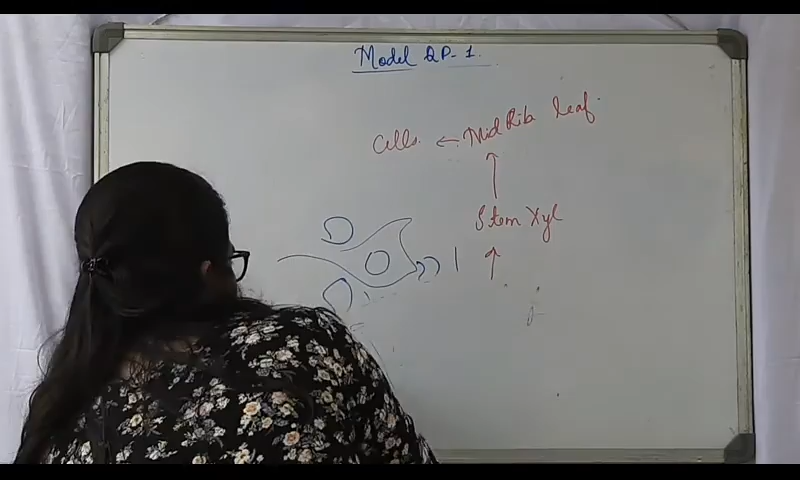 Model QP-1.
Cells. ← Mid Rib leaf.
↑
Stem Xyl
↑